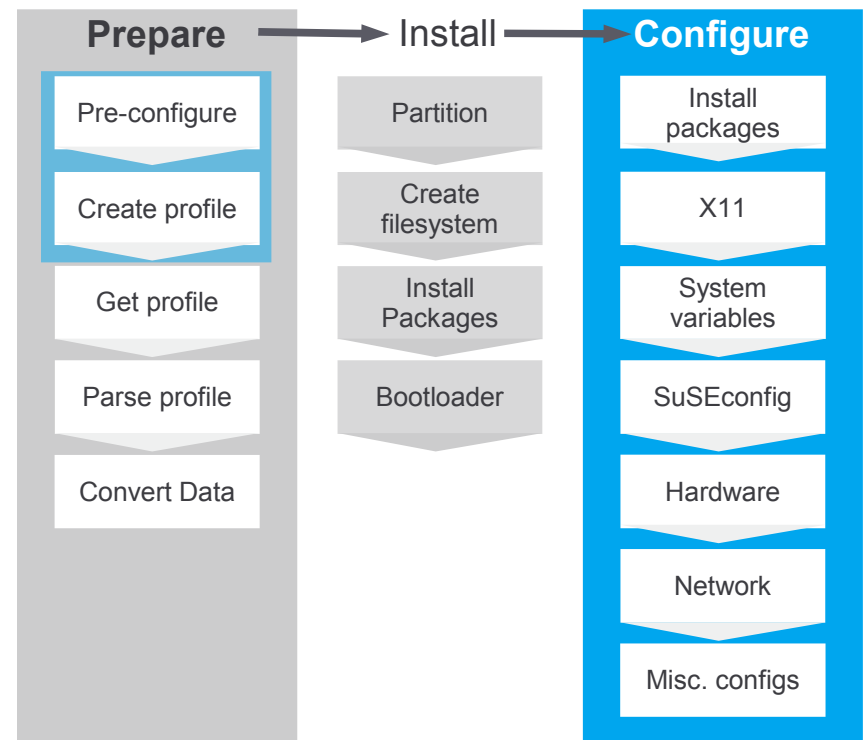 Prepare
Install
Configure
Pre-configure
Create profile
Get profile
Parse profile
Convert Data
Partition
Create
filesystem
Install
Packages
Bootloader
Install
packages
X11
System
variables
SuSEconfig
Hardware
Network
Misc. configs